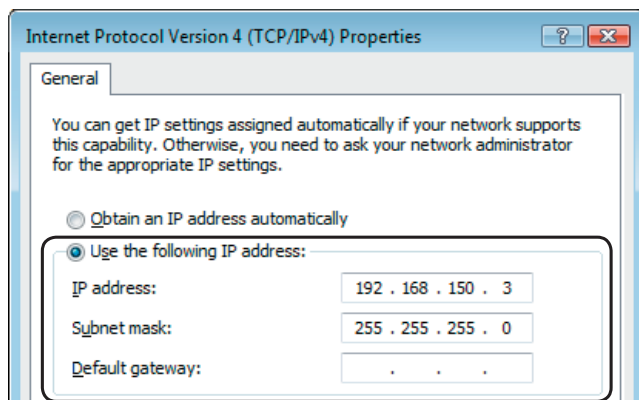 Internet Protocol Version 4 (TCP/IPv4) Properties
?
General
You can get IP settings assigned automatically if your network supports
this capability. Otherwise, you need to ask your network administrator
for the appropriate IP settings.
Obtain an IP address automatically
Use the following IP address:
IP address: 192 . 168 . 150 . 3
Subnet mask: 255 . 255 . 255 . 0
Default gateway: . . .